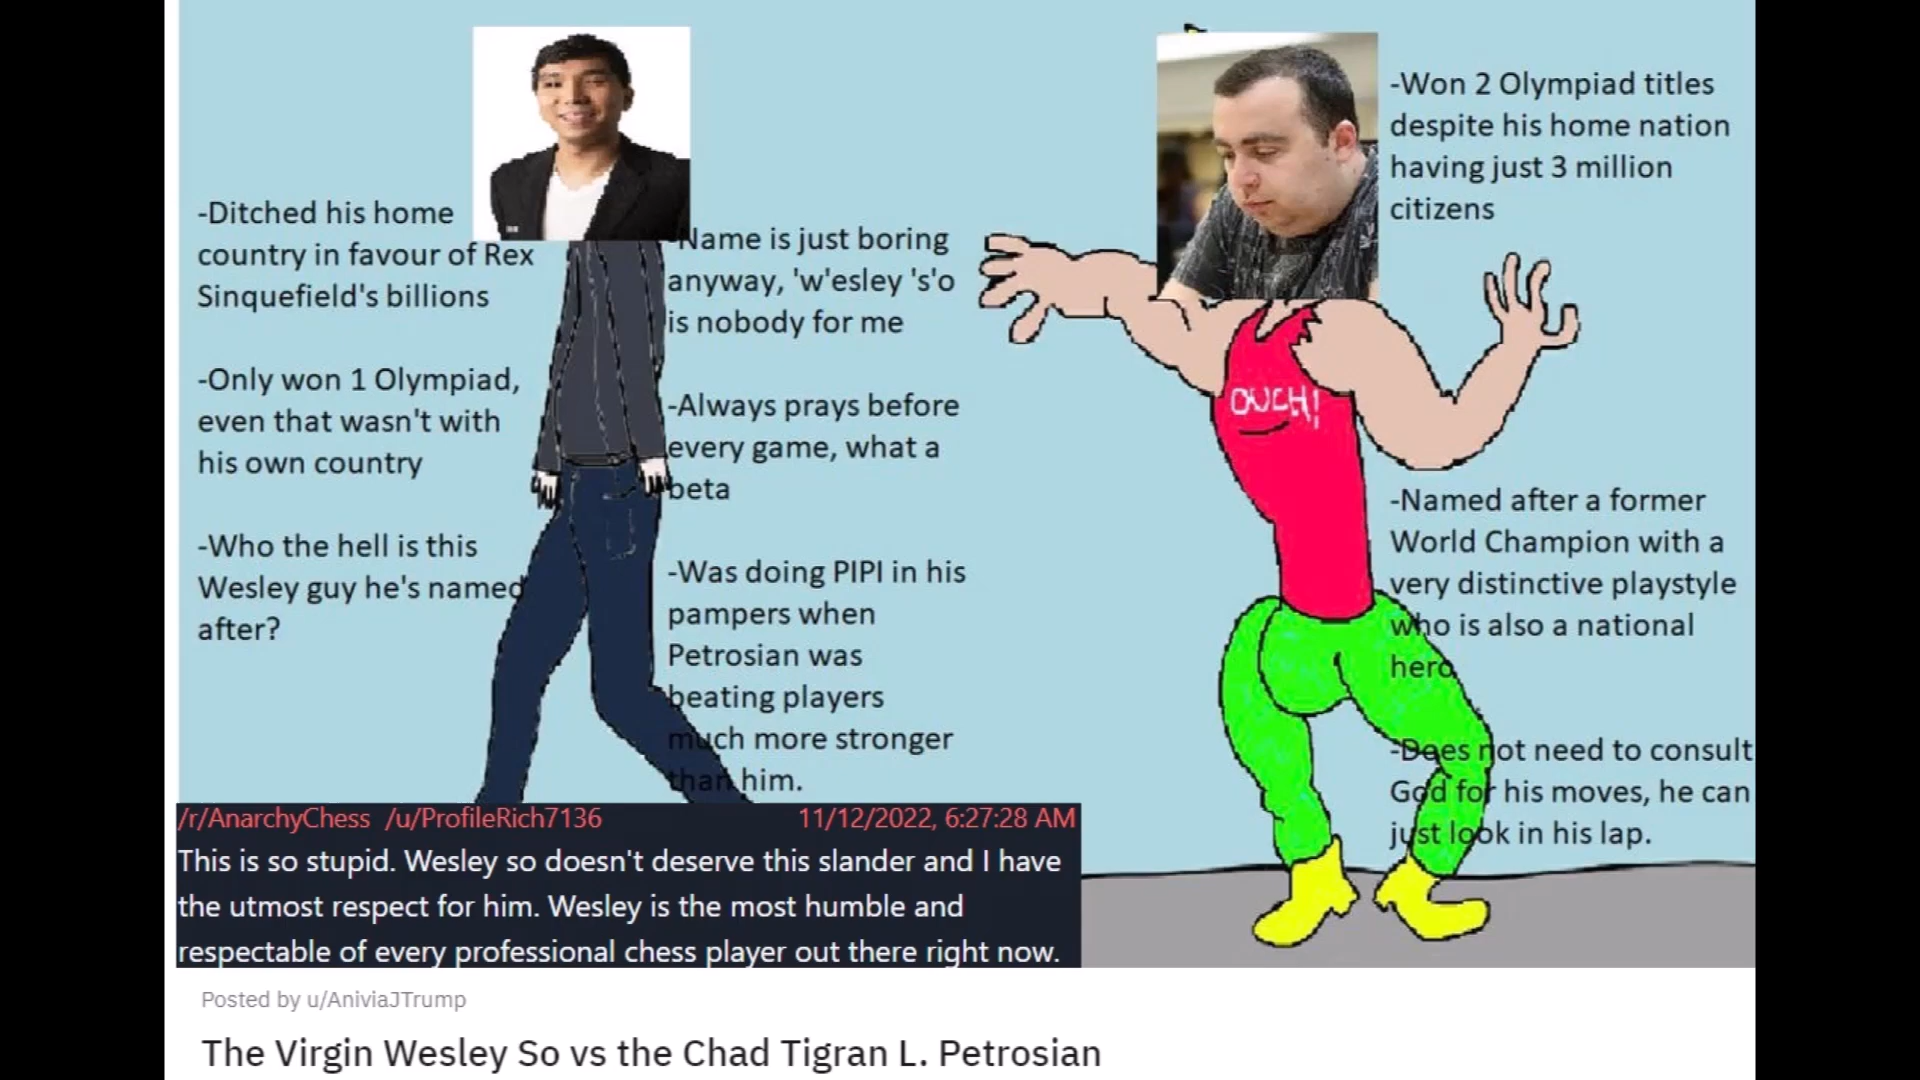 -Ditched his home
country in favour of Rex
Sinquefield's billions
-Only won 1 Olympiad,
even that wasn't with
his own country
-Who the hell is this
Wesley guy he's named
after?
-Name is just boring
anyway, 'w'esley 's'o
is nobody for me
-Always prays before
every game, what a
beta
-Was doing PIPI in his
pampers when
Petrosian was
beating players
much more stronger
than him.
OUCH!
-Won 2 Olympiad titles
despite his home nation
having just 3 million
citizens
-Named after a former
World Champion with a
very distinctive playstyle
who is also a national
hero
-Does not need to consult
God for his moves, he can
just look in his lap.
/r/AnarchyChess /u/ProfileRich7136 11/12/2022, 6:27:28 AM
This is so stupid. Wesley so doesn't deserve this slander and I have
the utmost respect for him. Wesley is the most humble and
respectable of every professional chess player out there right now.
Posted by u/AniviaJTrump
The Virgin Wesley So vs the Chad Tigran L. Petrosian